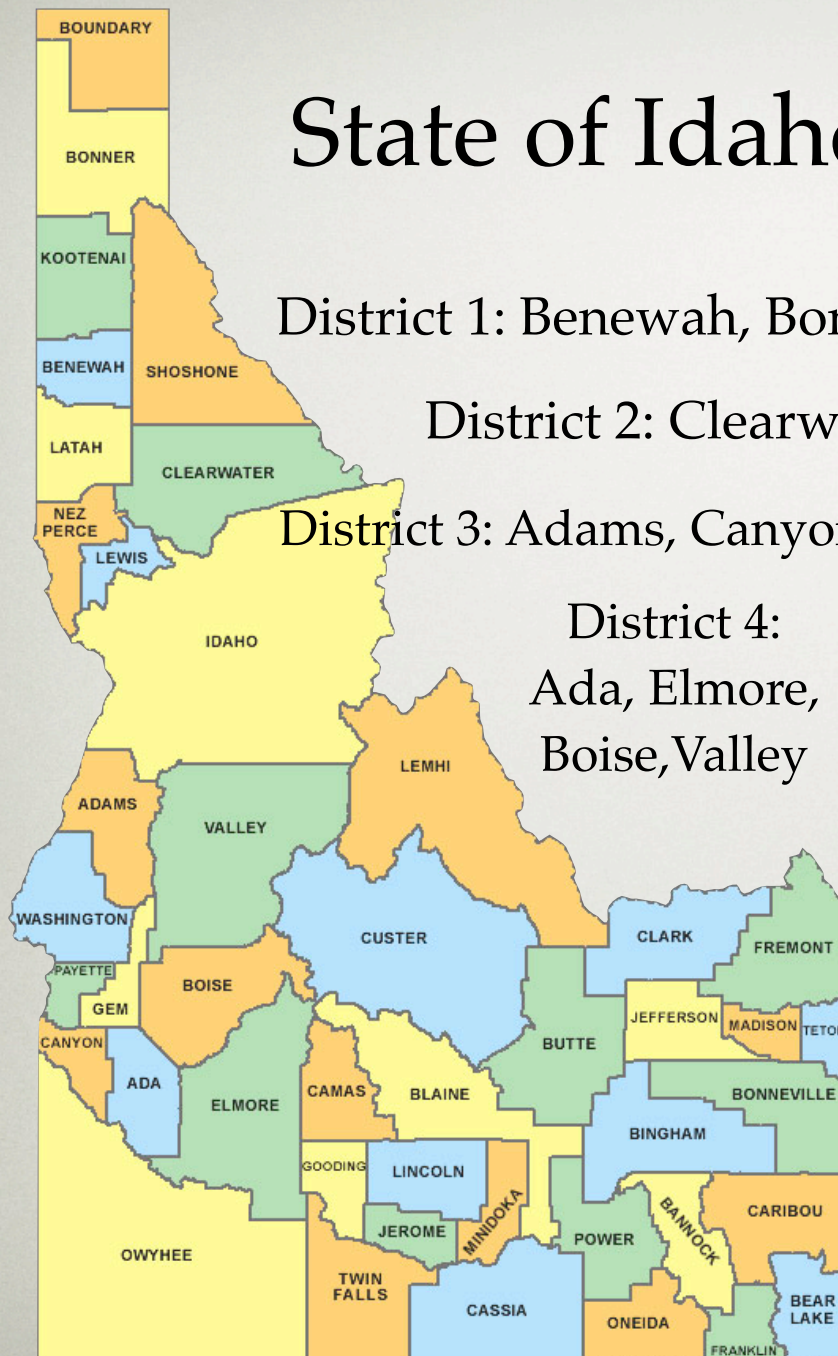 BOUNDARY
State of Idaho
BONNER
KOOTENAI
District 1: Benewah, Bon
BENEWAH
SHOSHONE
District 2: Clearw
LATAH
CLEARWATER
NEZ
PERCE
District 3: Adams, Canyon
LEWIS
IDAHO
District 4:
Ada, Elmore,
Boise,Valley
LEMHI
ADAMS
VALLEY
WASHINGTON
CUSTER
CLARK
FREMONT
PAYETTE
BOISE
GEM
JEFFERSON
MADISON
TETO
CANYON
BUTTE
ADA
CAMAS
BLAINE
BONNEVILLE
ELMORE
BINGHAM
GOODING
LINCOLN
MINIDOKA
BANNOCK
CARIBOU
JEROME
POWER
OWYHEE
TWIN
FALLS
CASSIA
BEAR
LAKE
ONEIDA
FRANKLIN